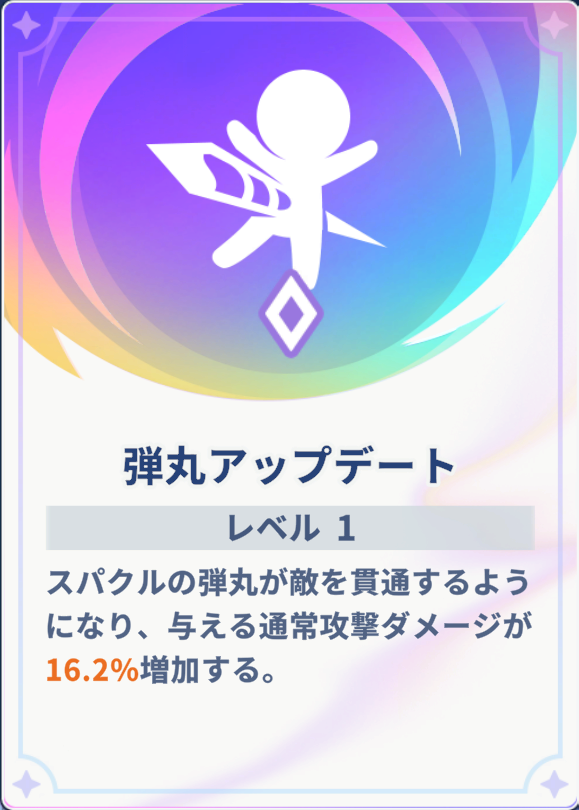 弾丸アップデート
レベル 1
スパクルの弾丸が敵を貫通するよう
になり、与える通常攻撃ダメージが
16.2%増加する。